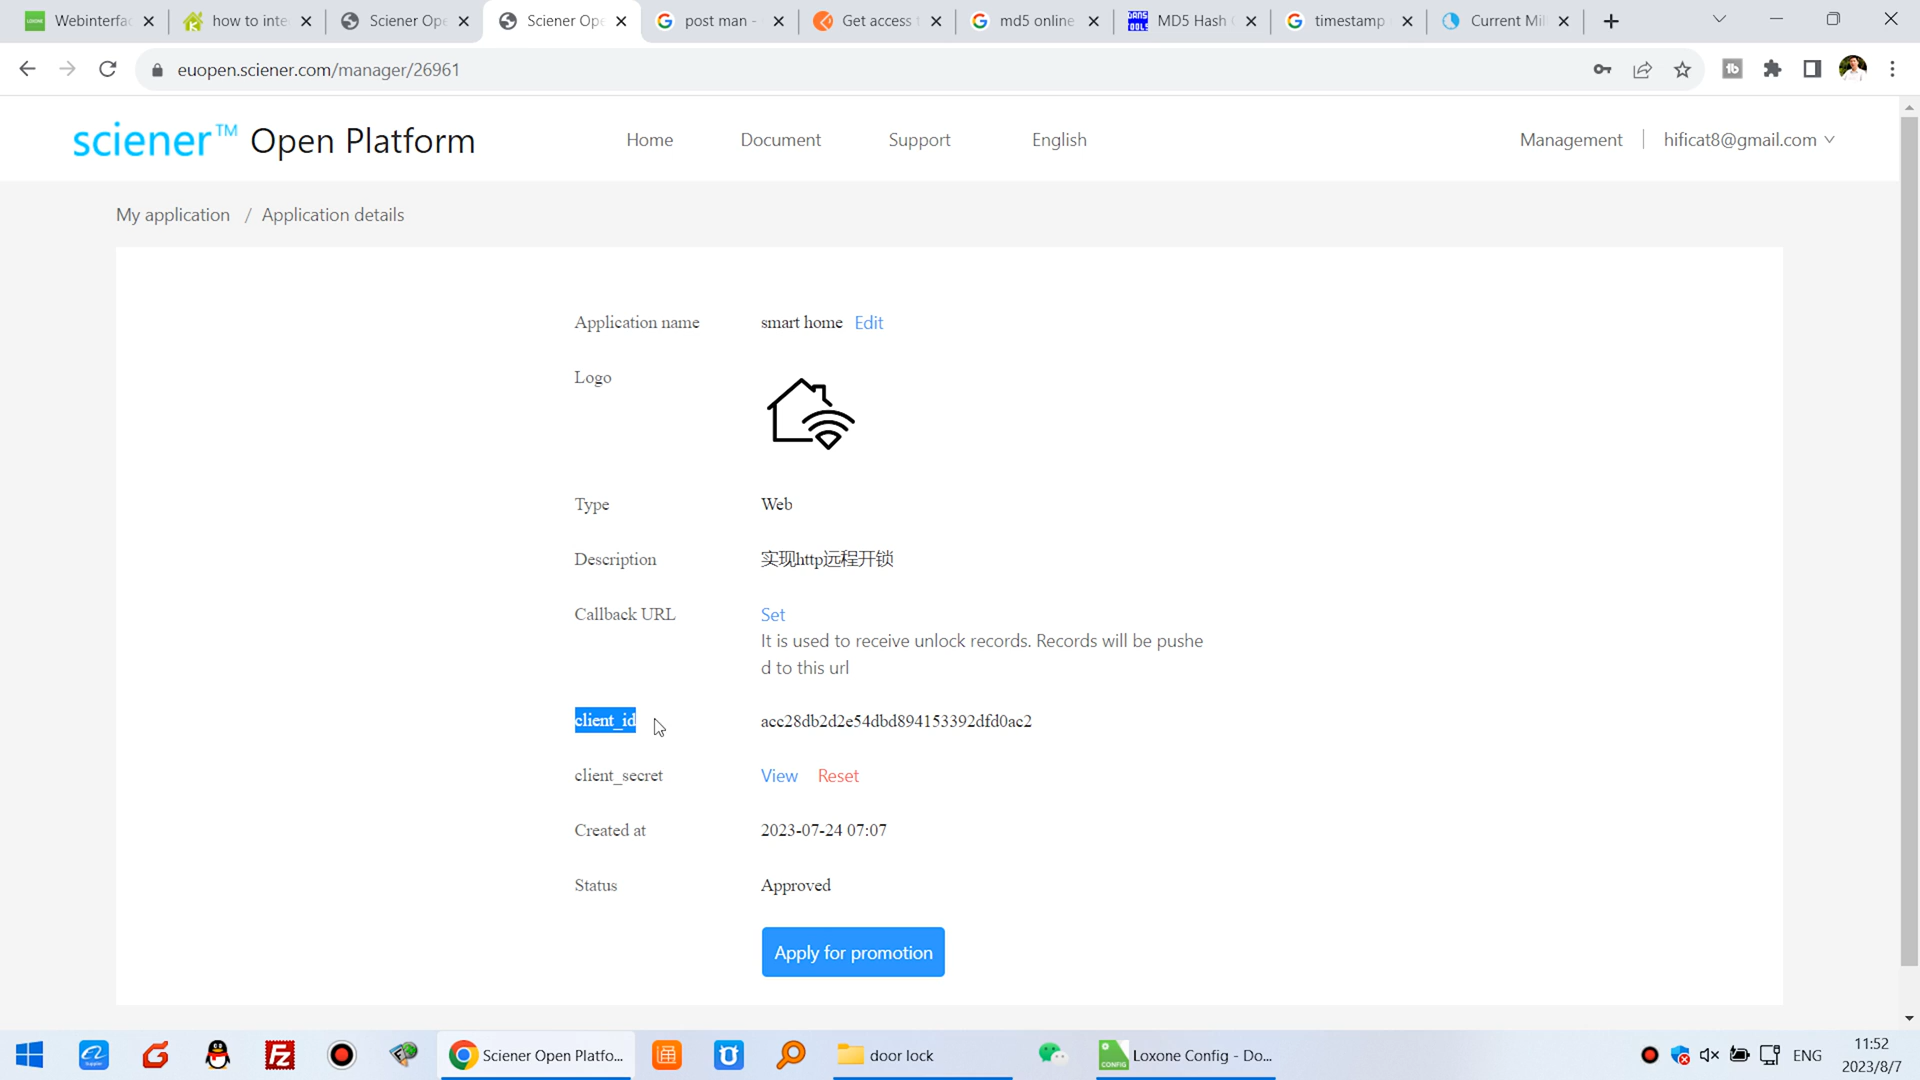 Webinterfa
how to inte
Sciener Ope
Sciener Ope
post man -
Get access t
md5 online
MD5 Hash
timestamp
Current Mil
euopen.sciener.com/manager/26961
sciener™ Open Platform
Home
Document
Support
English
Management
hificat8@gmail.com
My application / Application details
Application name
smart home Edit
Logo
Type
Web
Description
实现http远程开锁
Callback URL
Set
It is used to receive unlock records. Records will be pushe
d to this url
client_id
acc28db2d2e54dbd894153392dfd0ac2
client_secret
View Reset
Created at
2023-07-24 07:07
Status
Approved
Apply for promotion
Sciener Open Platfo...
door lock
CONFIG
Loxone Config - Do...
ENG
11:52
2023/8/7